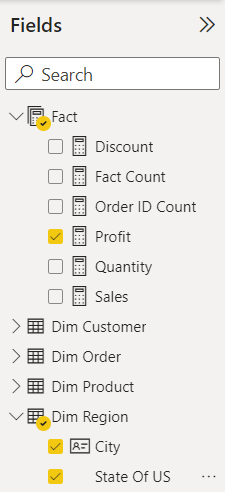 Fields
Search
Fact
Discount
Fact Count
Order ID Count
Profit
Quantity
Sales
Dim Customer
Dim Order
Dim Product
Dim Region
City
State Of US